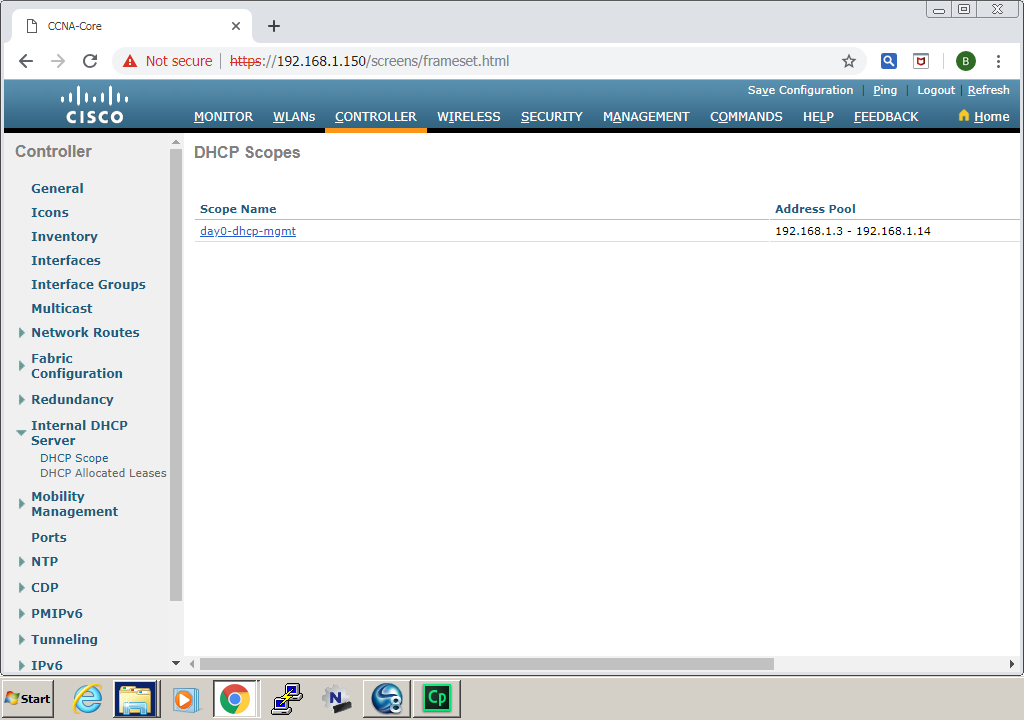 CCNA-Core
Not secure https://192.168.1.150/screens/frameset.html B
Save Configuration Ping Logout Refresh
CISCO
MONITOR WLANs CONTROLLER WIRELESS SECURITY MANAGEMENT COMMANDS HELP FEEDBACK Home
Controller
General
Icons
Inventory
Interfaces
Interface Groups
Multicast
Network Routes
Fabric
Configuration
Redundancy
Internal DHCP
Server
DHCP Scope
DHCP Allocated Leases
Mobility
Management
Ports
NTP
CDP
PMIPv6
Tunneling
IPv6
DHCP Scopes
Scope Name Address Pool
day0-dhcp-mgmt 192.168.1.3 - 192.168.1.14
Start N Cp